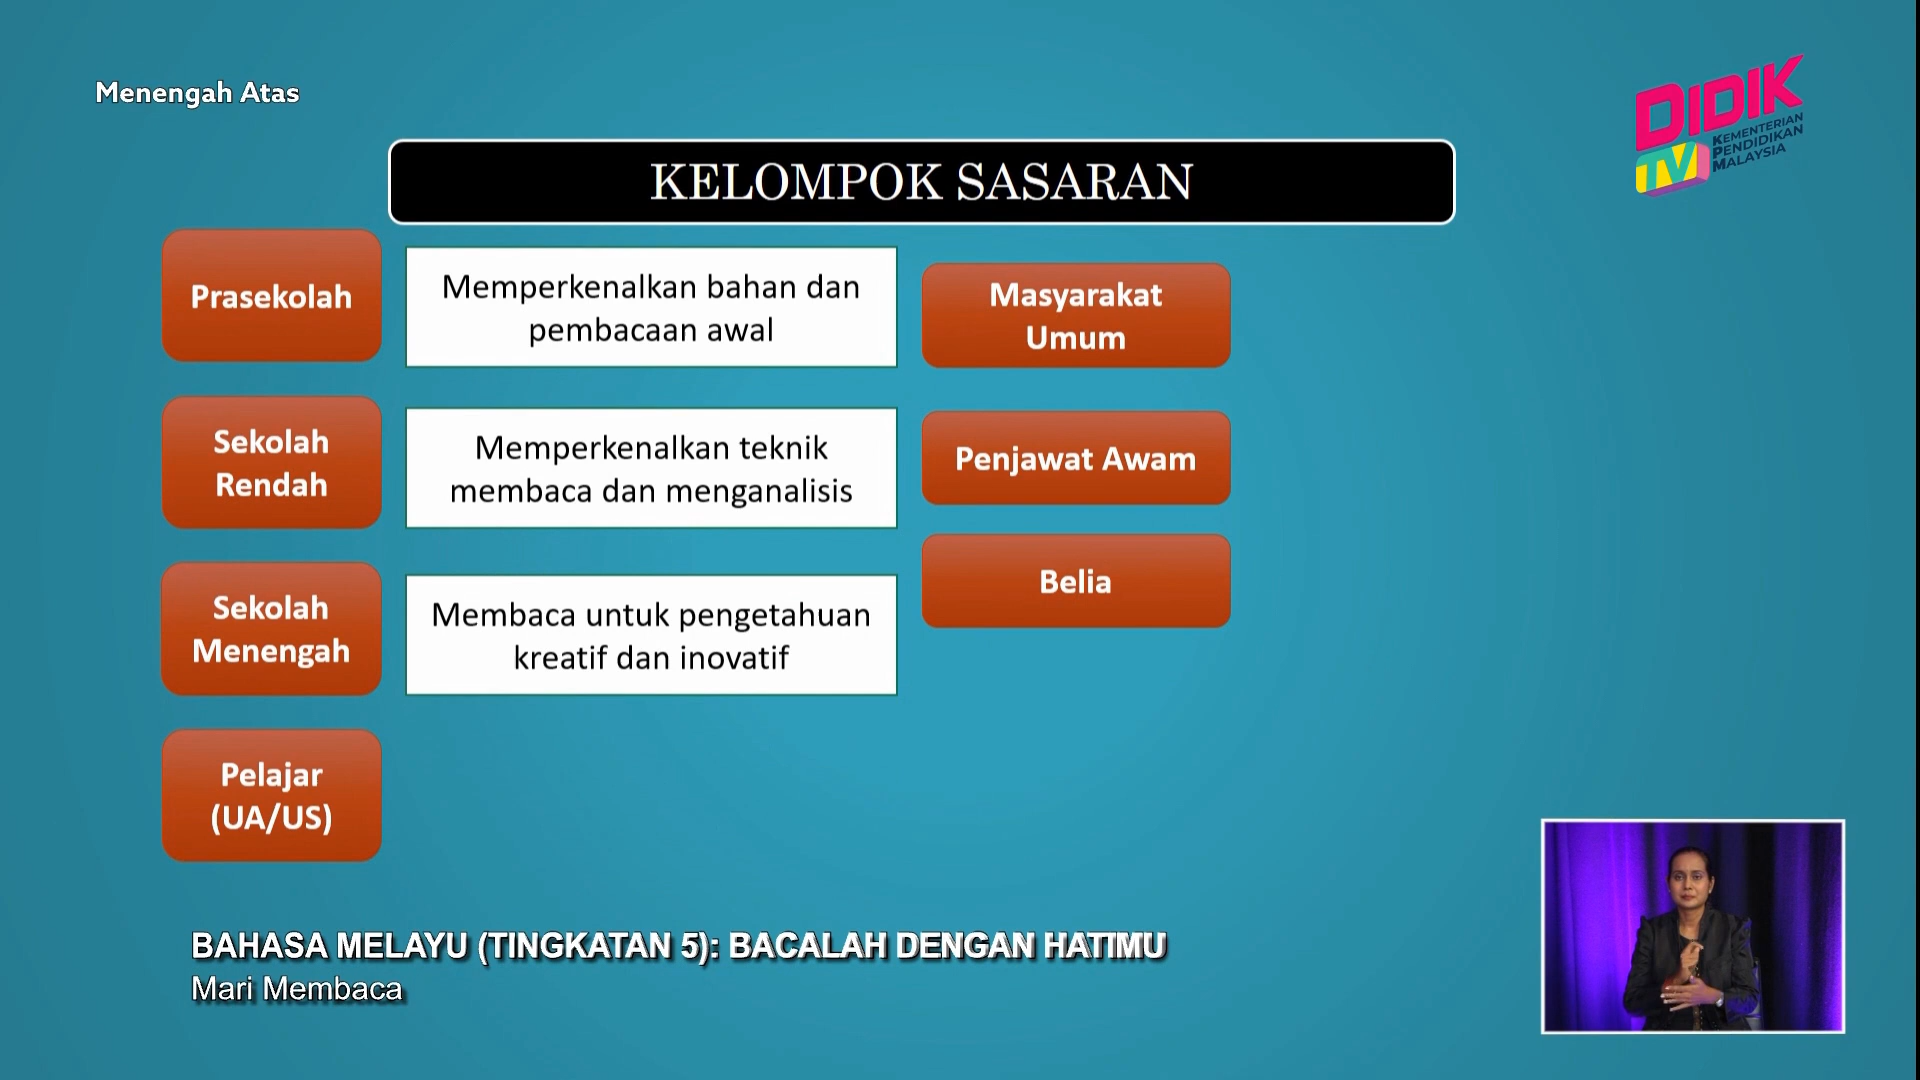 Menengah Atas
DIDIK
TV
KEMENTERIAN
PENDIDIKAN
MALAYSIA
KELOMPOK SASARAN
Prasekolah
Memperkenalkan bahan dan
pembacaan awal
Masyarakat
Umum
Sekolah
Rendah
Memperkenalkan teknik
membaca dan menganalisis
Penjawat Awam
Sekolah
Menengah
Membaca untuk pengetahuan
kreatif dan inovatif
Belia
Pelajar
(UA/US)
BAHASA MELAYU (TINGKATAN 5): BACALAH DENGAN HATIMU
Mari Membaca